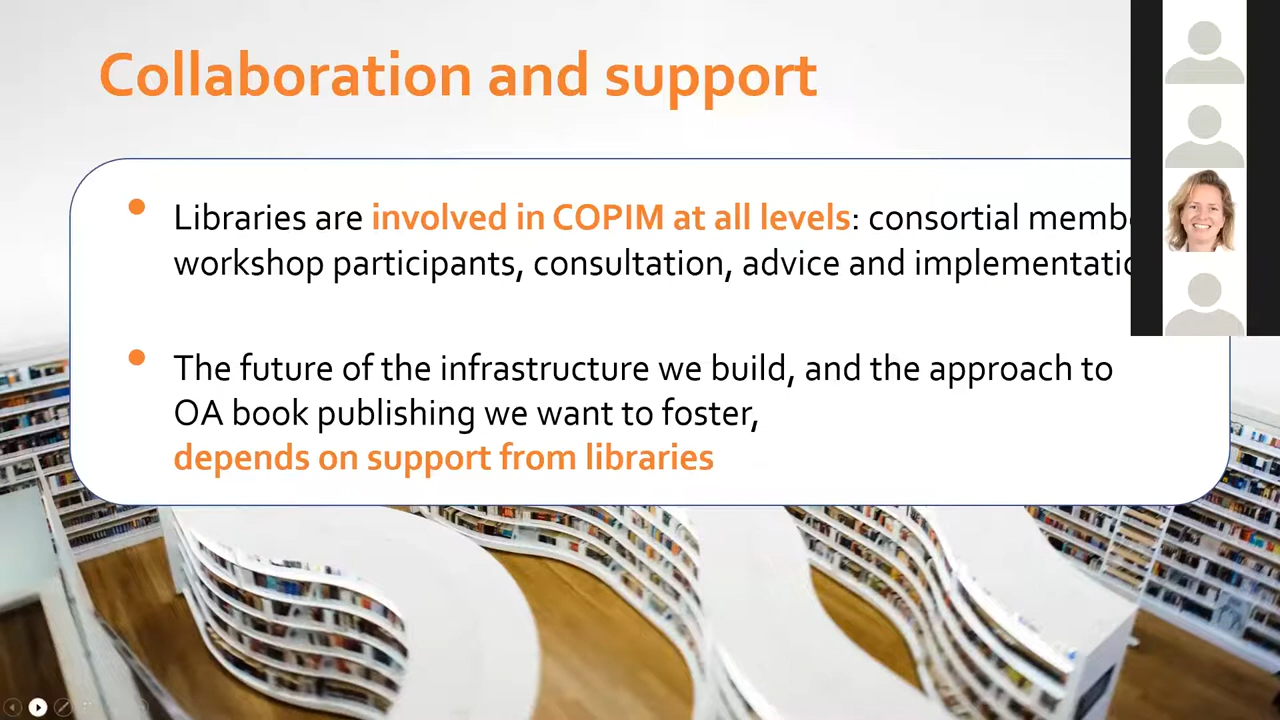 Collaboration and support
Libraries are involved in COPIM at all levels: consortial
workshop participants, consultation, advice and
The future of the infrastructure we build, and the approach to
OA book publishing we want to foster,
depends on support from libraries